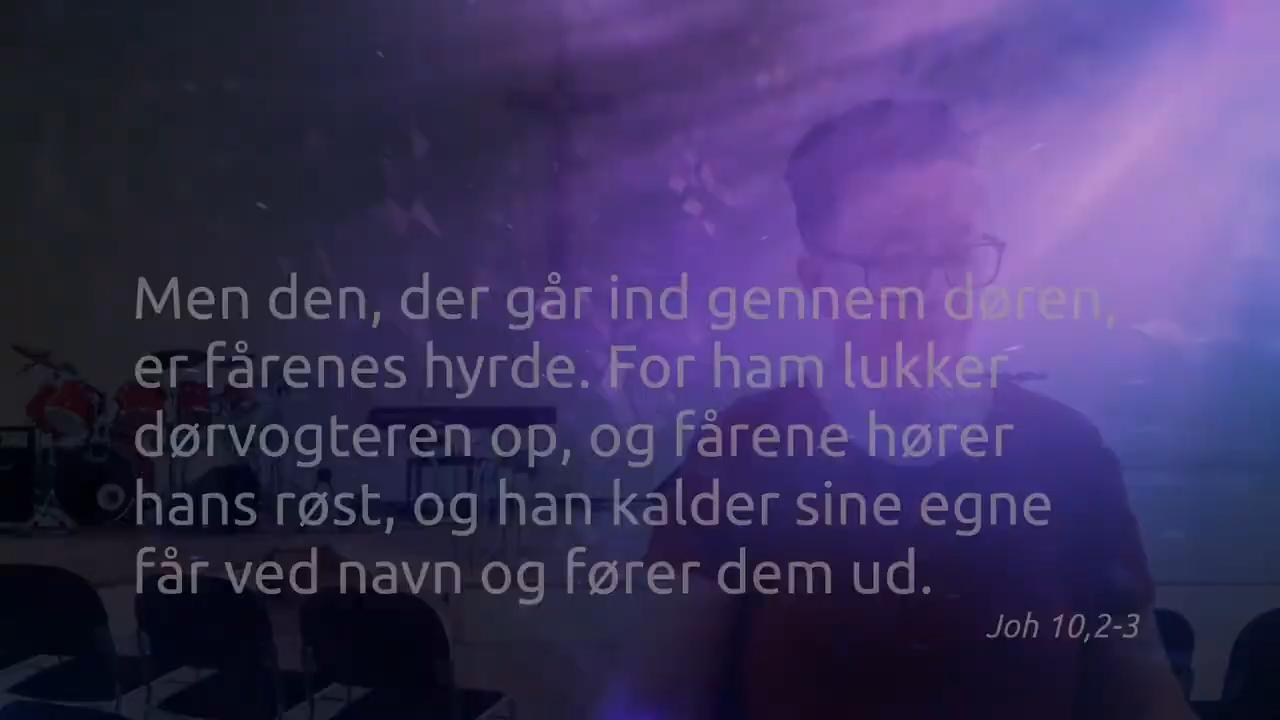 Men den, der går ind gennem døren,
er fårenes hyrde. For ham lukker
dørvogteren op, og fårene hører
hans røst, og han kalder sine egne
får ved navn og fører dem ud.
Joh 10,2-3